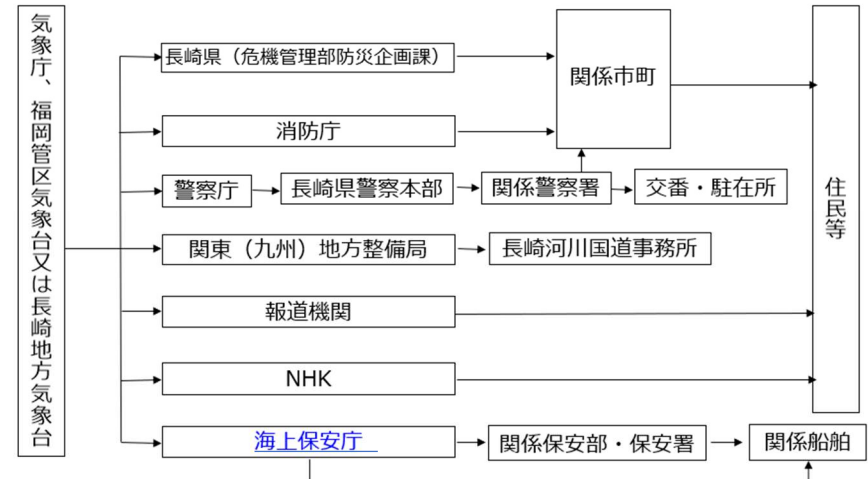 気象庁、福岡管区気象台又は長崎地方気象台
長崎県（危機管理部防災企画課）
関係市町
消防庁
警察庁
長崎県警察本部
関係警察署
交番・駐在所
関東（九州）地方整備局
長崎河川国道事務所
報道機関
NHK
海上保安庁
関係保安部・保安署
関係船舶
住民等